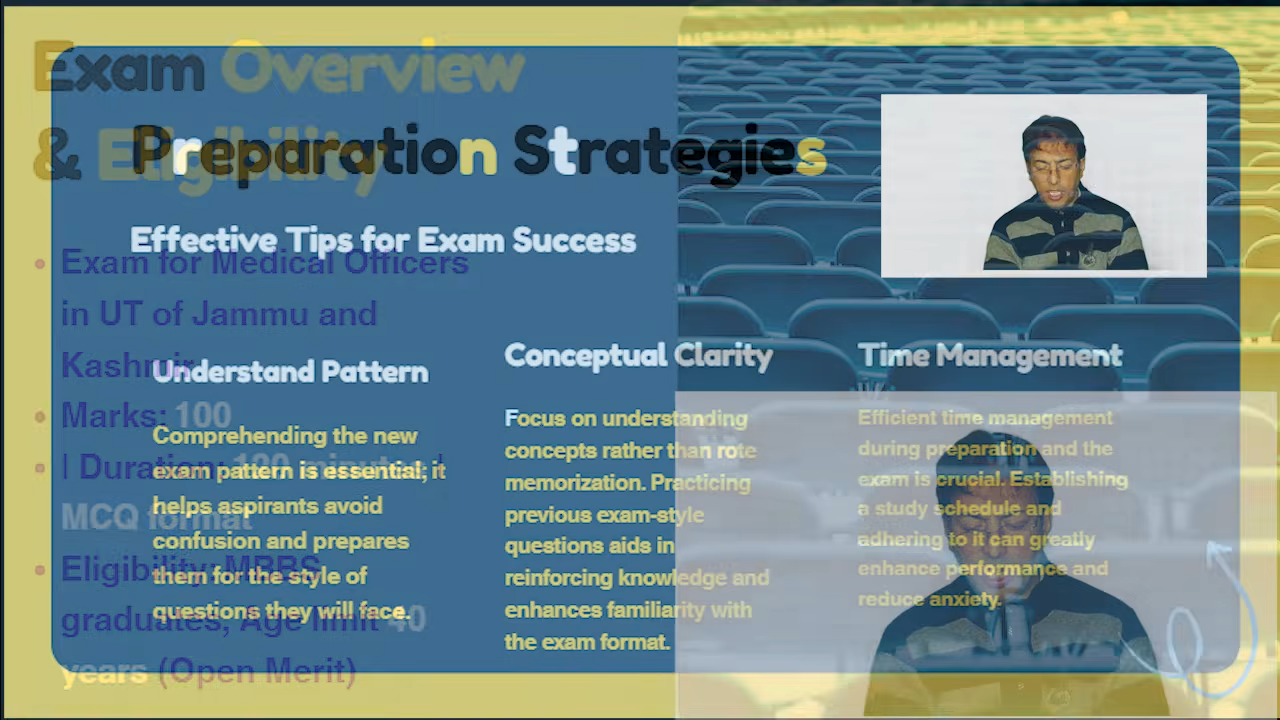 Exam Overview
& Eligibility
Exam for Medical Officers
in UT of Jammu and
Kashmir
Marks: 100
| Duration: 120 minutes, |
MCQ format
Eligibility: MBBS
graduates, Age limit 40
years (Open Merit)
Preparation Strategies
Effective Tips for Exam Success
Understand Pattern
Comprehending the new
exam pattern is essential; it
helps aspirants avoid
confusion and prepares
them for the style of
questions they will face.
Conceptual Clarity
Focus on understanding
concepts rather than rote
memorization. Practicing
previous exam-style
questions aids in
reinforcing knowledge and
enhances familiarity with
the exam format.
Time Management
Efficient time management
during preparation and the
exam is crucial. Establishing
a study schedule and
adhering to it can greatly
enhance performance and
reduce anxiety.